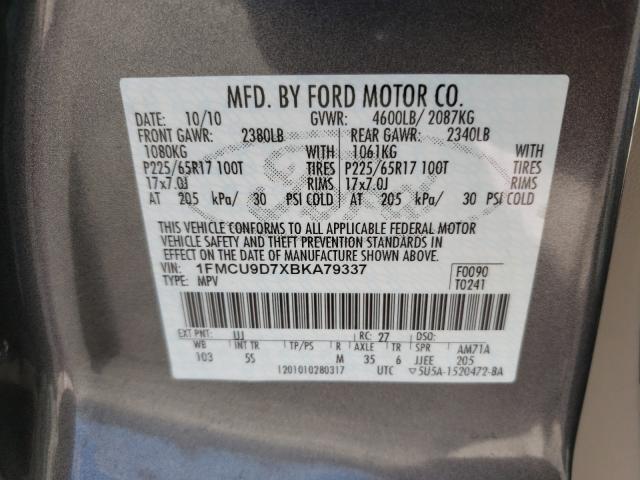 MFD. BY FORD MOTOR CO.
DATE: 10/10 GVWR: 4600LB/ 2087KG
FRONT GAWR: 2380LB REAR GAWR: 2340LB
1080KG WITH 1061KG WITH
P225/65R17 100T TIRES P225/65R17 100T TIRES
17x7.0J RIMS 17x7.0J RIMS
AT 205 kPa/ 30 PSI COLD AT 205 kPa/ 30 PSI COLD
THIS VEHICLE CONFORMS TO ALL APPLICABLE FEDERAL MOTOR
VEHICLE SAFETY AND THEFT PREVENTION STANDARDS IN
EFFECT ON THE DATE OF MANUFACTURE SHOWN ABOVE.
VIN: 1FMCU9D7XBKA79337 F0090
TYPE: MPV T0241
EXT PNT: UJ RC: 27 DSO:
WB INT TR TP/PS R AXLE TR SPR AM71A
103 5S M 35 6 JJEE 205
1201010280317 UTC ▽5U5A-1520472-BA